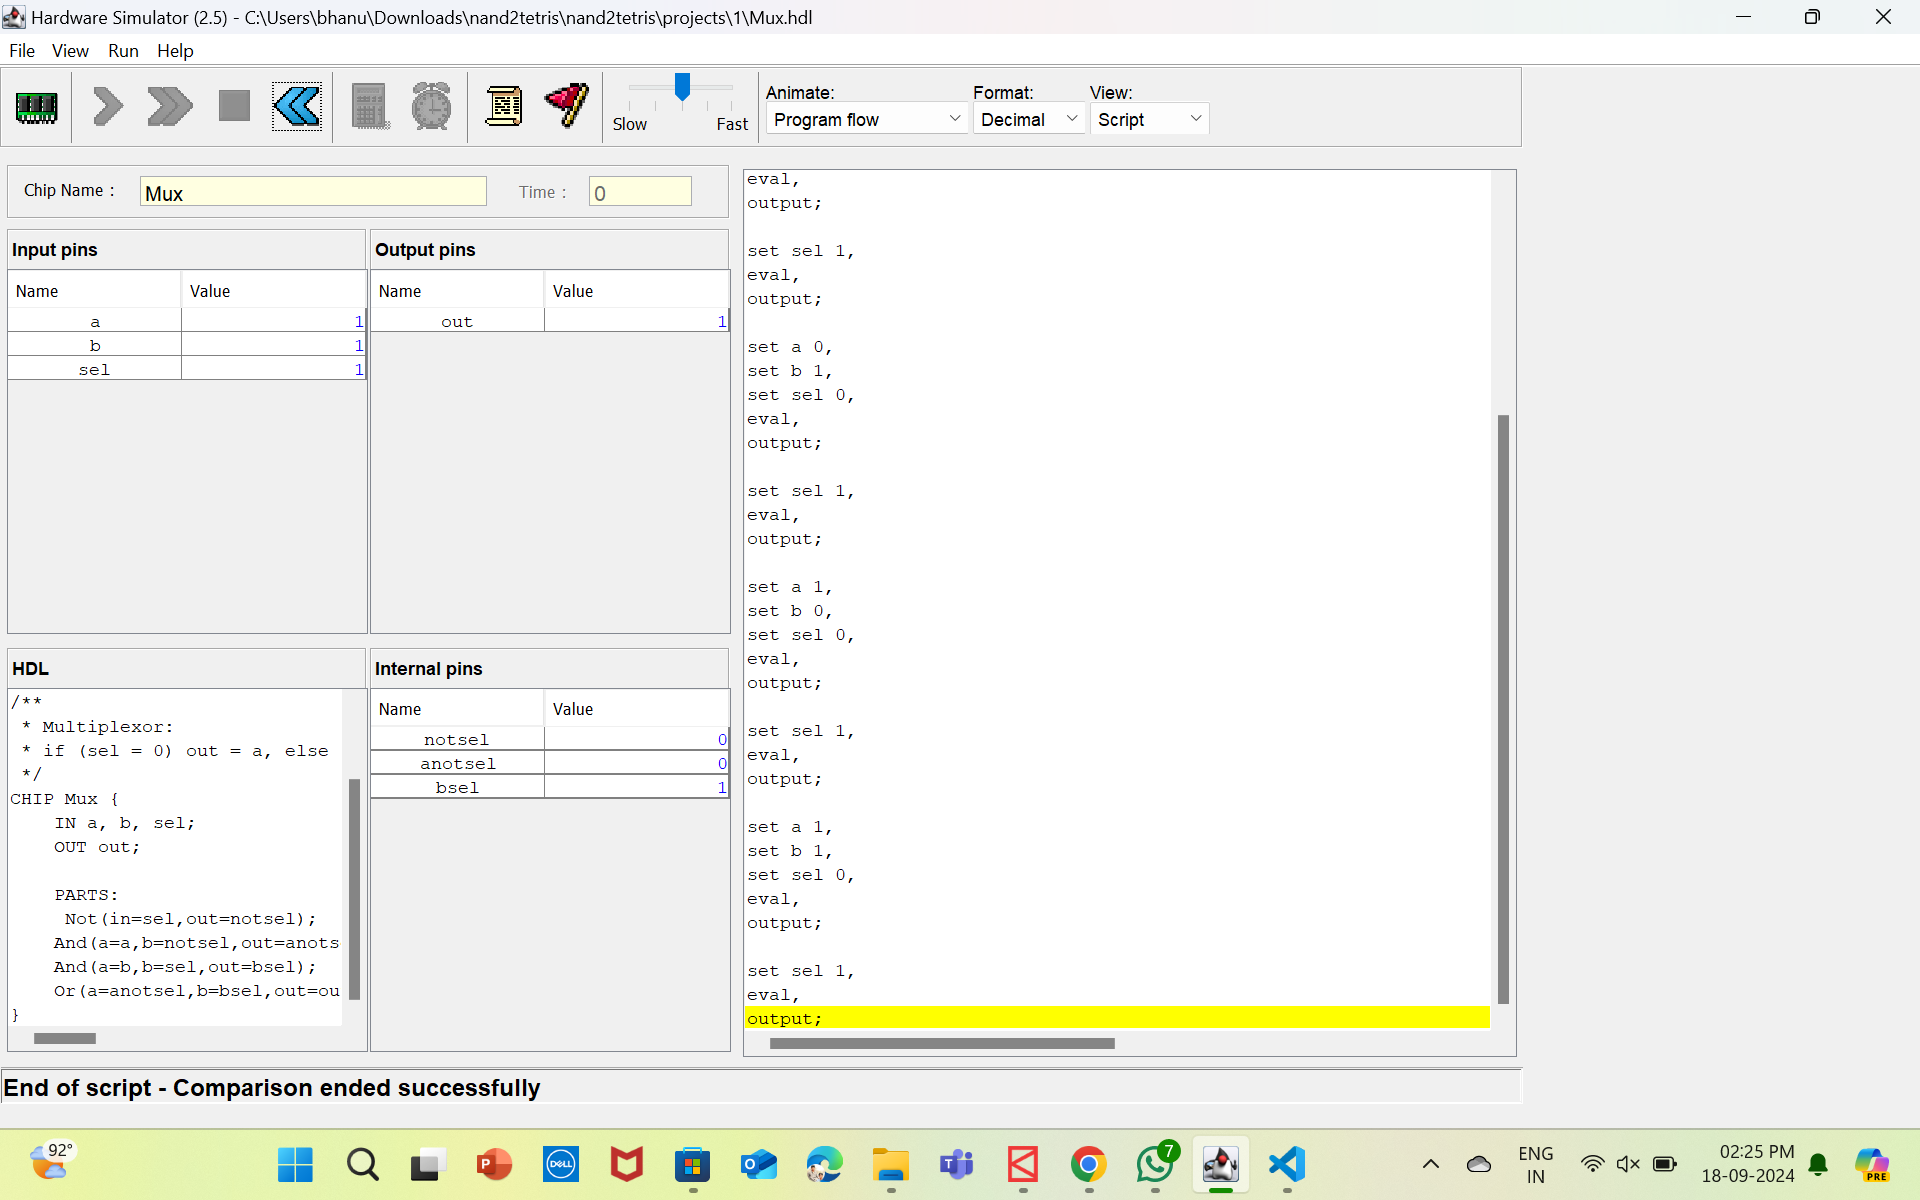 Hardware Simulator (2.5) - C:\Users\bhanu\Downloads\nand2tetris\nand2tetris\projects\1\Mux.hdl
File View Run Help
Animate:
Format:
View:
Slow
Fast
Program flow
Decimal
Script
Chip Name :
Mux
Time :
0
Input pins
Name Value
a 1
b 1
sel 1
Output pins
Name Value
out 1
HDL
/**
* Multiplexor:
* if (sel = 0) out = a, else
*/
CHIP Mux {
IN a, b, sel;
OUT out;
PARTS:
Not(in=sel,out=notsel);
And(a=a,b=notsel,out=anots
And(a=b,b=sel,out=bsel);
Or(a=anotsel,b=bsel,out=ou
}
Internal pins
Name Value
notsel 0
anotsel 0
bsel 1
eval,
output;
set sel 1,
eval,
output;
set a 0,
set b 1,
set sel 0,
eval,
output;
set sel 1,
eval,
output;
set a 1,
set b 0,
set sel 0,
eval,
output;
set sel 1,
eval,
output;
set a 1,
set b 1,
set sel 0,
eval,
output;
set sel 1,
eval,
output;
End of script - Comparison ended successfully
92°
P
DELL
7
ENG
IN
02:25 PM
18-09-2024
PRE